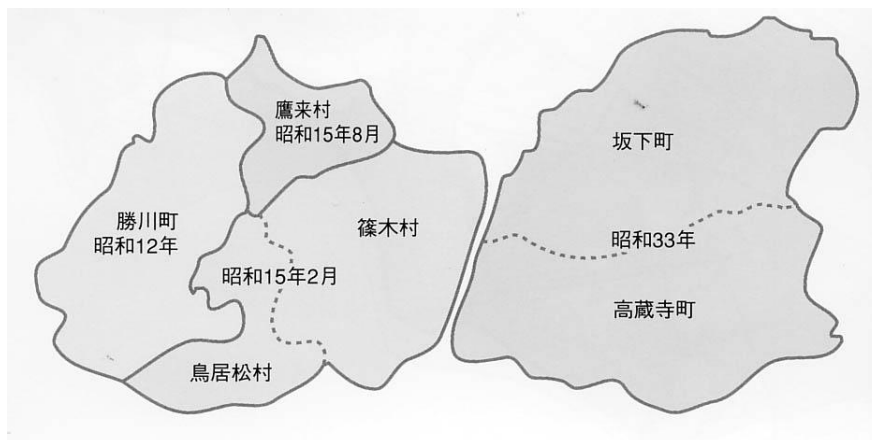 鷹来村
昭和15年8月
坂下町
勝川町
昭和12年
篠木村
昭和33年
昭和15年2月
高蔵寺町
鳥居松村